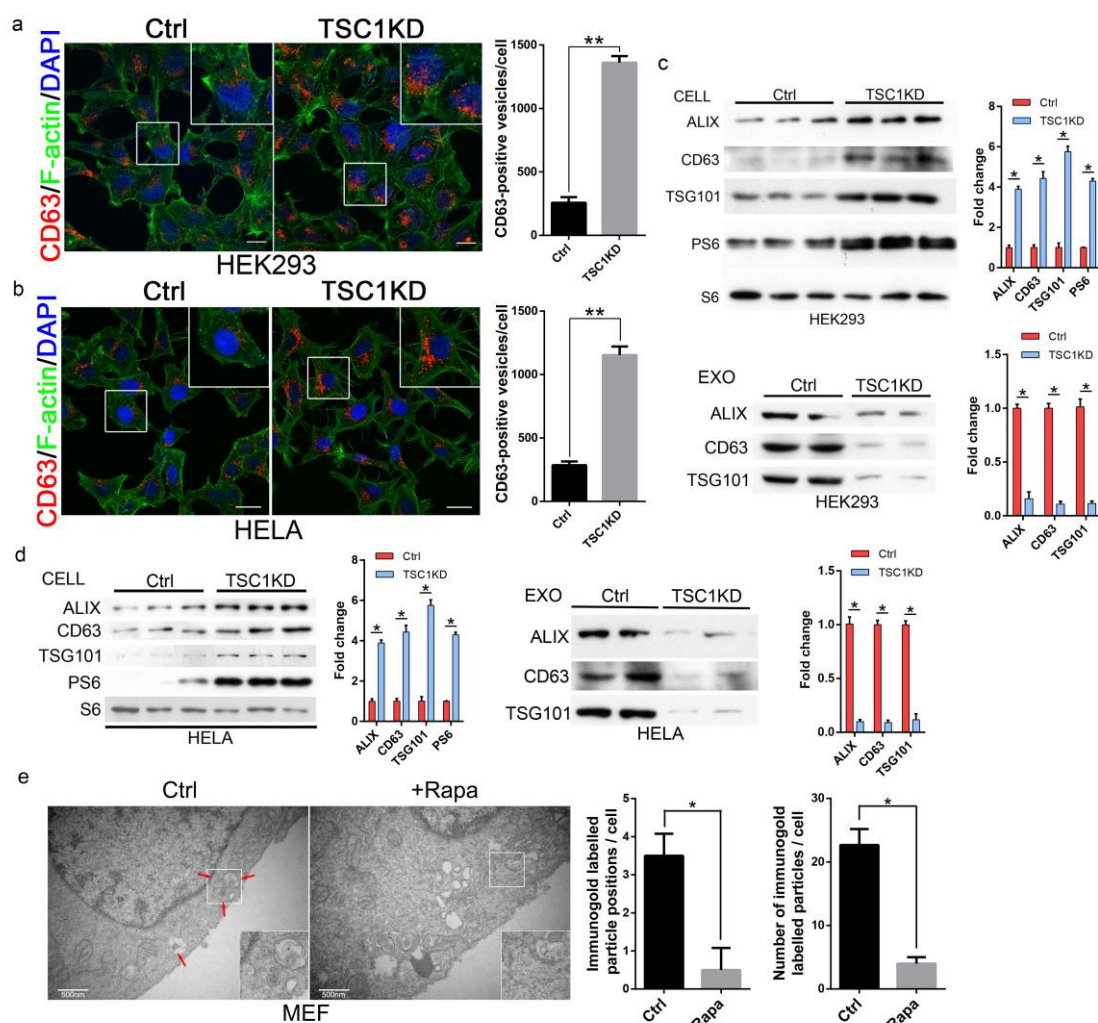 a
Ctrl
TSC1KD
CD63/F-actin/DAPI
HEK293
CD63-positive vesicles/cell
1500
1000
500
0
**
Ctrl
TSC1KD
b
Ctrl
TSC1KD
CD63/F-actin/DAPI
HELA
CD63-positive vesicles/cell
1500
1000
500
0
**
Ctrl
TSC1KD
c
CELL
Ctrl
TSC1KD
ALIX
CD63
TSG101
PS6
S6
HEK293
Ctrl
TSC1KD
Fold change
8
6
4
2
0
*
*
*
*
ALIX
CD63
TSG101
PS6
EXO
Ctrl
TSC1KD
ALIX
CD63
TSG101
HEK293
Ctrl
TSC1KD
Fold change
1.5
1.0
0.5
0.0
*
*
*
ALIX
CD63
TSG101
d
CELL
Ctrl
TSC1KD
ALIX
CD63
TSG101
PS6
S6
HELA
Ctrl
TSC1KD
Fold change
8
6
4
2
0
*
*
*
*
ALIX
CD63
TSG101
PS6
EXO
Ctrl
TSC1KD
ALIX
CD63
TSG101
HELA
Ctrl
TSC1KD
Fold change
1.5
1.0
0.5
0.0
*
*
*
ALIX
CD63
TSG101
e
Ctrl
+Rapa
500nm
500nm
MEF
Immunogold labelled
particle positions / cell
5
4
3
2
1
0
*
Ctrl
Rapa
Number of immunogold
labelled particles / cell
30
20
10
0
*
Ctrl
Rapa